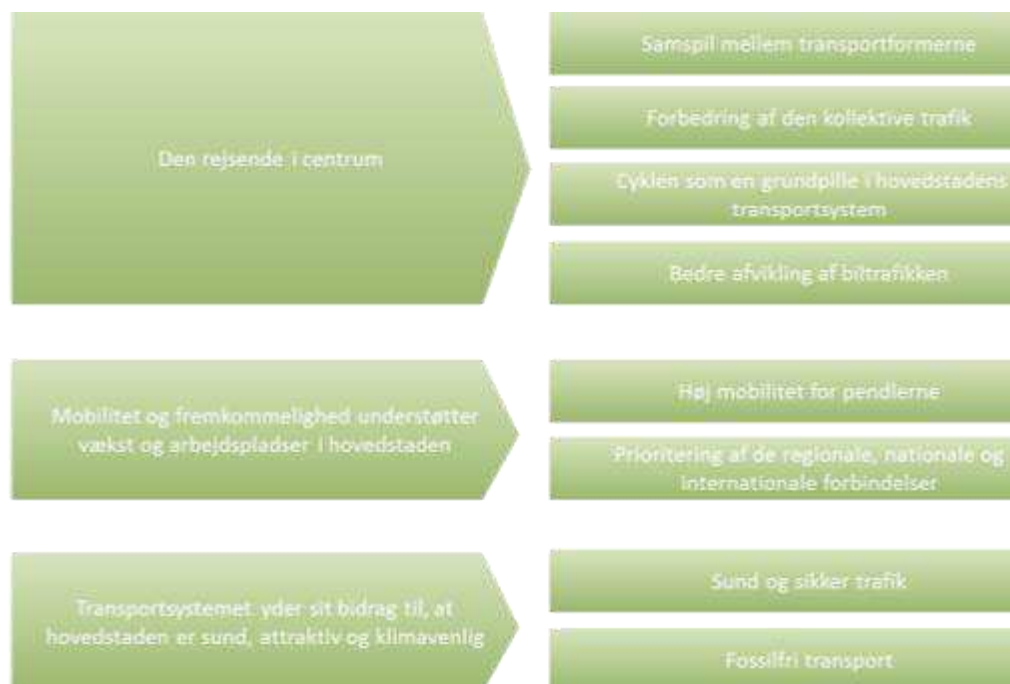 Den rejsende i centrum
Samspil mellem transportformerne
Forbedring af den kollektive trafik
Cyklen som en grundpille i hovedstadens
transportsystem
Bedre afvikling af biltrafikken
Mobilitet og fremkommelighed understøtter
vækst og arbejdspladser i hovedstaden
Høj mobilitet for pendlerne
Prioritering af de regionale, nationale og
internationale forbindelser
Transportsystemet yder sit bidrag til, at
hovedstaden er sund, attraktiv og klimavenlig
Sund og sikker trafik
Fossilfri transport